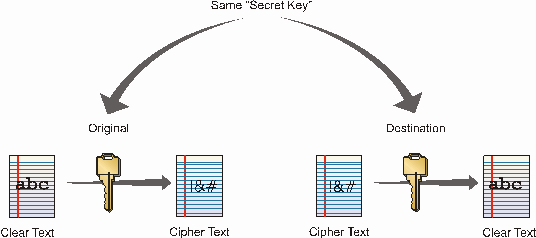 Same "Secret Key"
Original
Destination
abc
!&#
!&#
abc
Clear Text
Cipher Text
Cipher Text
Clear Text